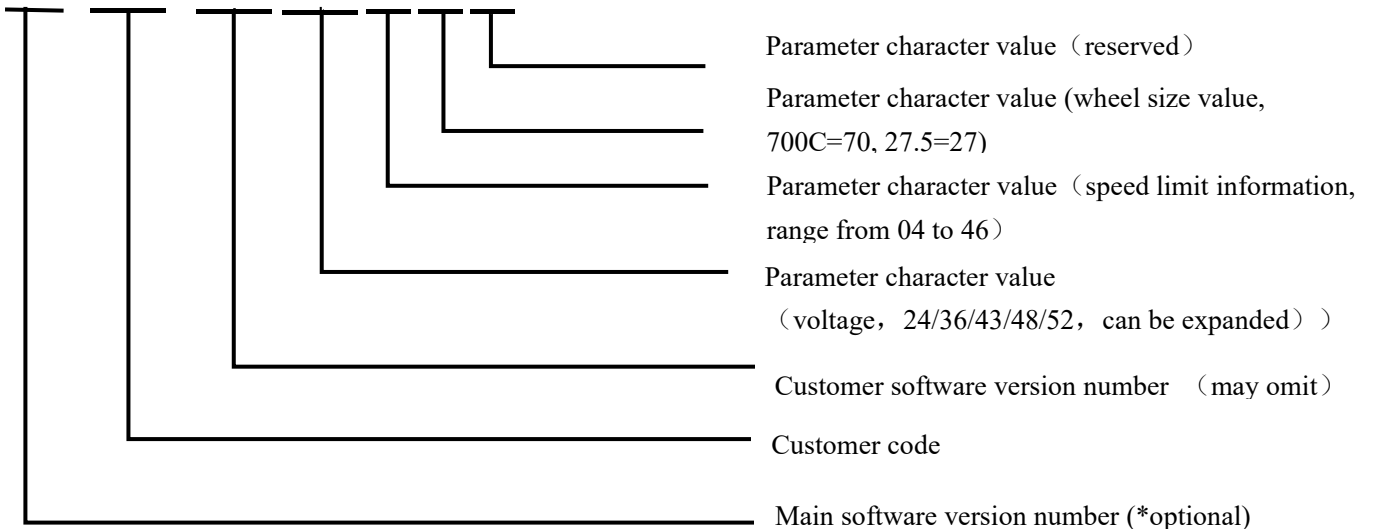 Parameter character value（reserved）
Parameter character value (wheel size value,
700C=70, 27.5=27)
Parameter character value（speed limit information,
range from 04 to 46）
Parameter character value
（voltage，24/36/43/48/52，can be expanded））
Customer software version number （may omit）
Customer code
Main software version number (*optional)